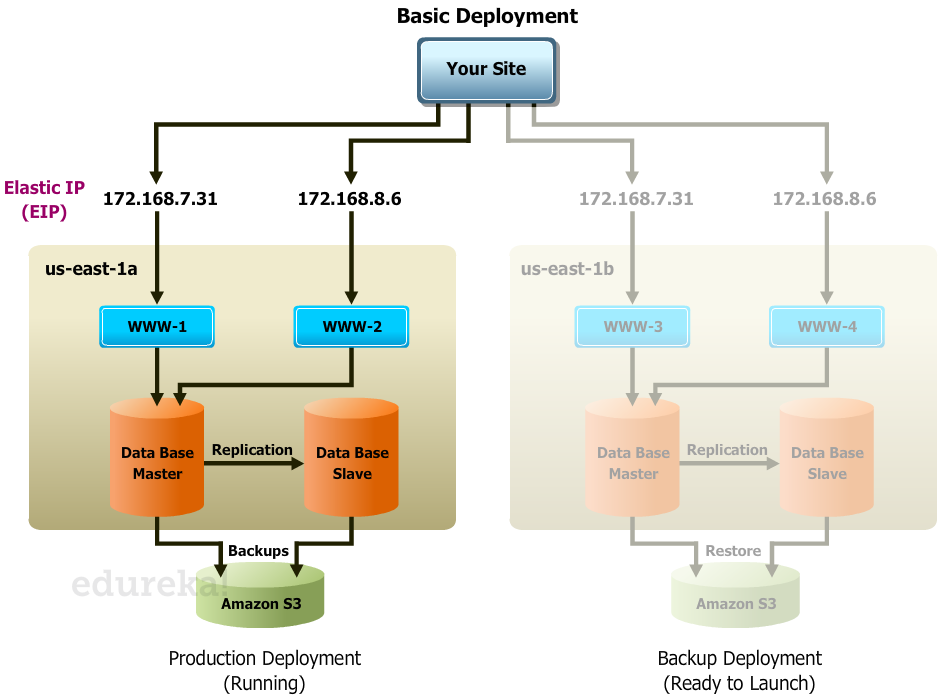 Basic Deployment
Your Site
Elastic IP
(EIP)
172.168.7.31
172.168.8.6
172.168.7.31
172.168.8.6
us-east-1a
us-east-1b
WWW-1
WWW-2
WWW-3
WWW-4
Data Base
Master
Replication
Data Base
Slave
Data Base
Master
Replication
Data Base
Slave
Backups
Restore
edureka!
Amazon S3
Amazon S3
Production Deployment
(Running)
Backup Deployment
(Ready to Launch)